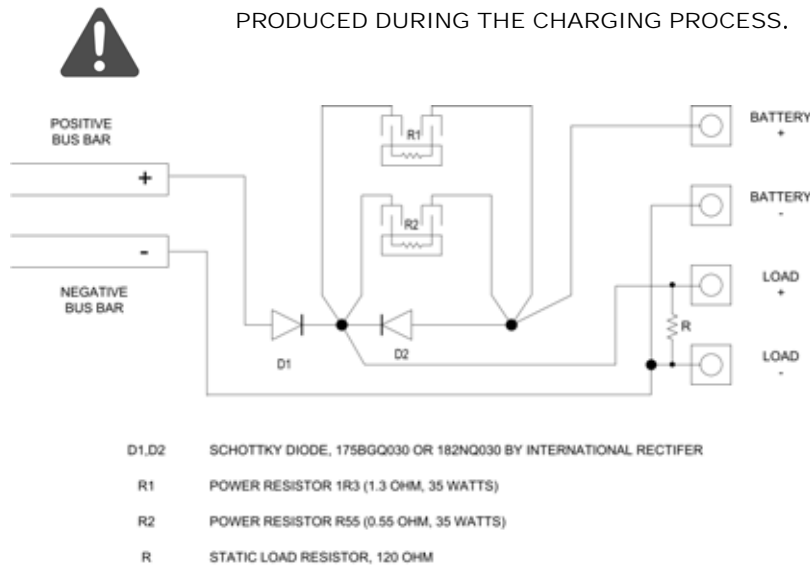 PRODUCED DURING THE CHARGING PROCESS.
POSITIVE
BUS BAR
+
-
NEGATIVE
BUS BAR
R1
R2
D1
D2
BATTERY
+
BATTERY
-
LOAD
+
R
LOAD
-
D1,D2 SCHOTTKY DIODE, 175BGQ030 OR 182NQ030 BY INTERNATIONAL RECTIFER
R1 POWER RESISTOR 1R3 (1.3 OHM, 35 WATTS)
R2 POWER RESISTOR R55 (0.55 OHM, 35 WATTS)
R STATIC LOAD RESISTOR, 120 OHM